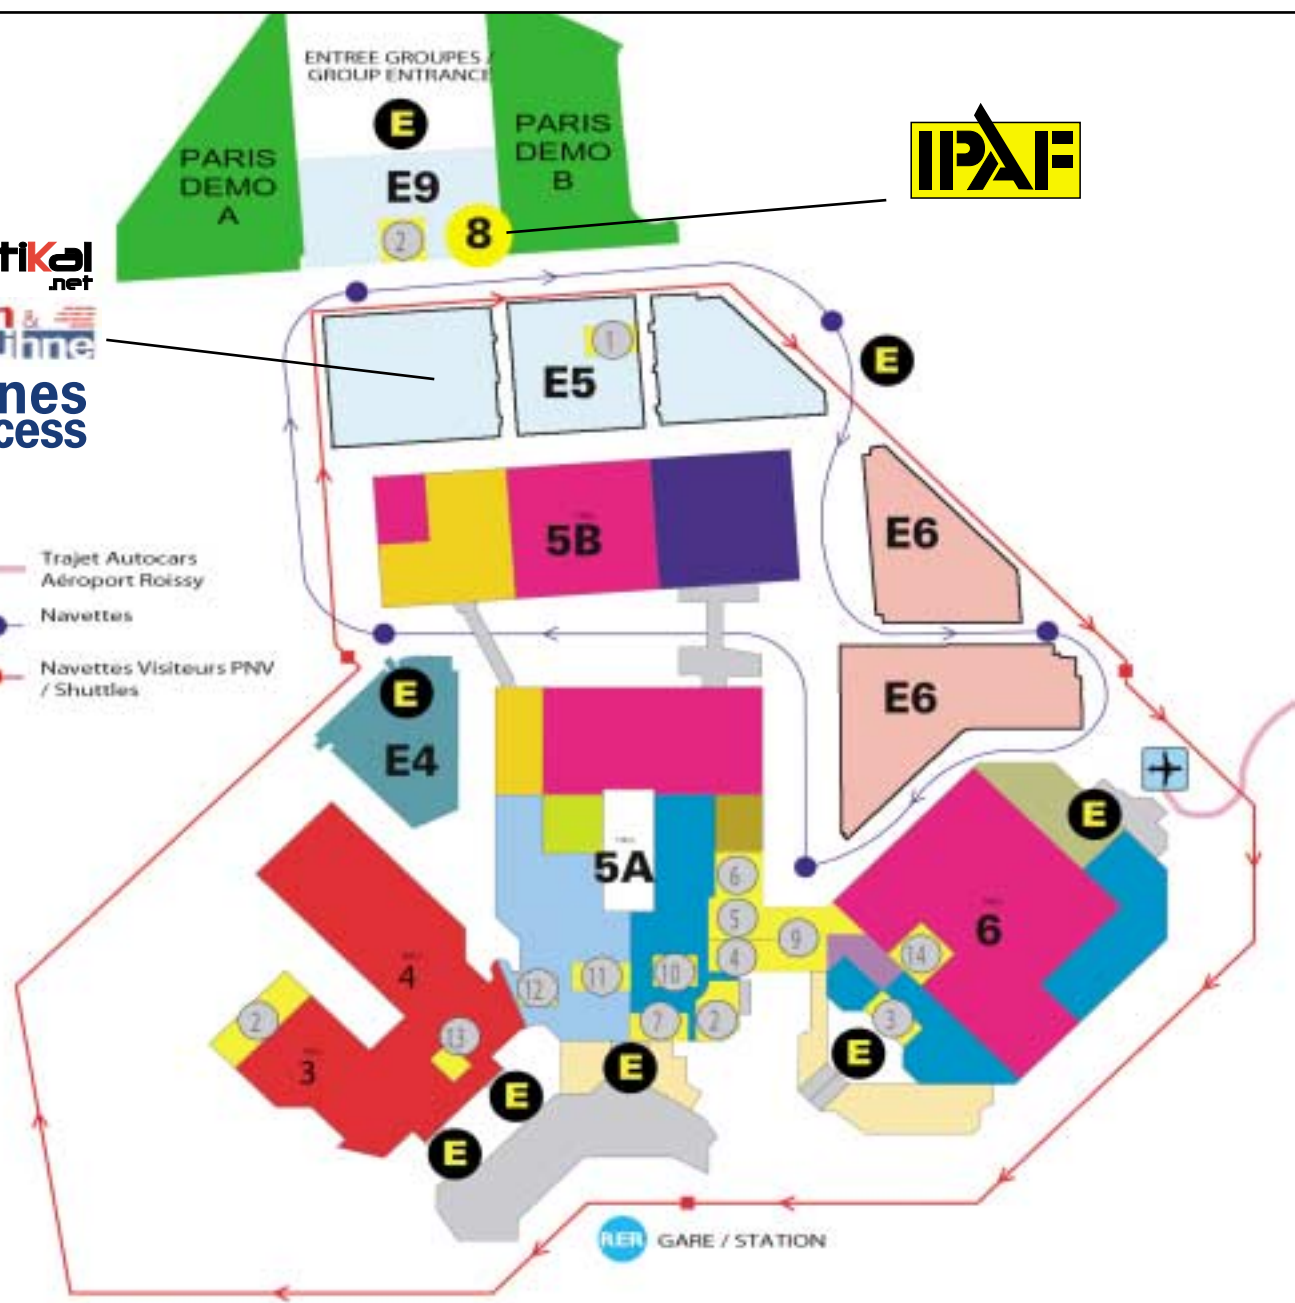 ENTREE GROUPES /
GROUP ENTRANCE
E
PARIS
DEMO
A
PARIS
DEMO
B
E9
2
8
IPAF
tiKal
.net
&
ühne
nes
cess
1
E5
E
5B
E6
E6
Trajet Autocars
Aéroport Roissy
Navettes
Navettes Visiteurs PNV
/ Shuttles
E
E4
5A
6
5
4
9
E
6
14
4
12
11
10
7
2
3
2
13
3
E
E
E
E
RER GARE / STATION